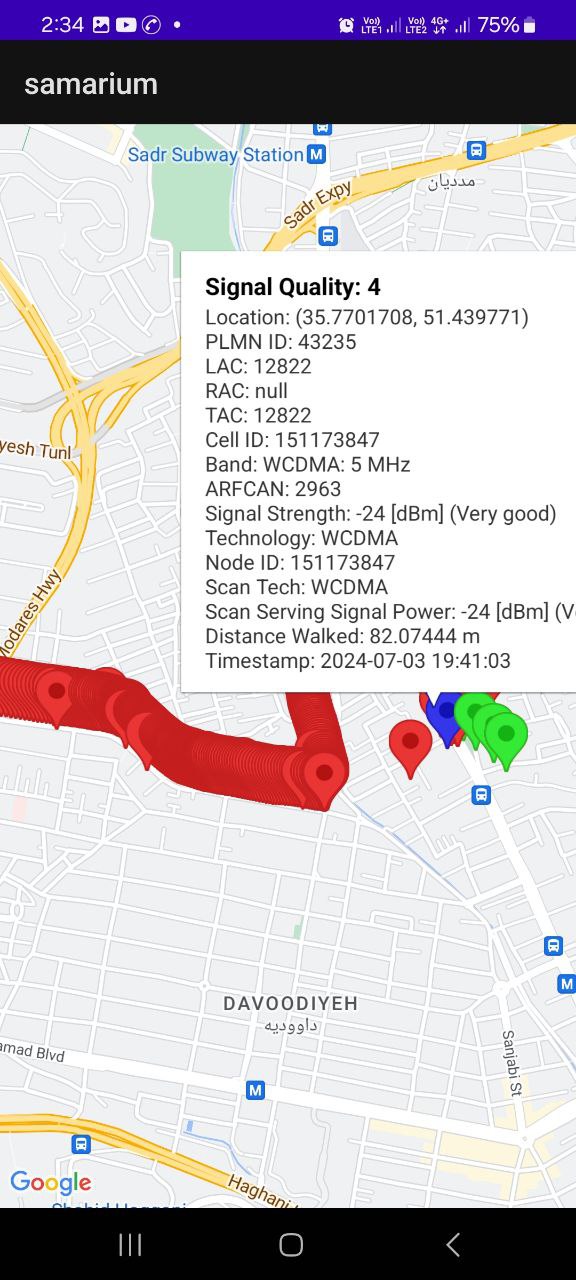 2:34
Vo)) LTE1 Vo)) LTE2 4G+ 75%
samarium
Sadr Subway Station M
Sadr Expy
مددیان
Signal Quality: 4
Location: (35.7701708, 51.439771)
PLMN ID: 43235
LAC: 12822
RAC: null
TAC: 12822
Cell ID: 151173847
Band: WCDMA: 5 MHz
ARFCAN: 2963
Signal Strength: -24 [dBm] (Very good)
Technology: WCDMA
Node ID: 151173847
Scan Tech: WCDMA
Scan Serving Signal Power: -24 [dBm] (V
Distance Walked: 82.07444 m
Timestamp: 2024-07-03 19:41:03
yesh Tunl
Modares Hwy
DAVOODIYEH
داوودیه
M
amad Blvd
Sanjabi St
M
Google
Haghani